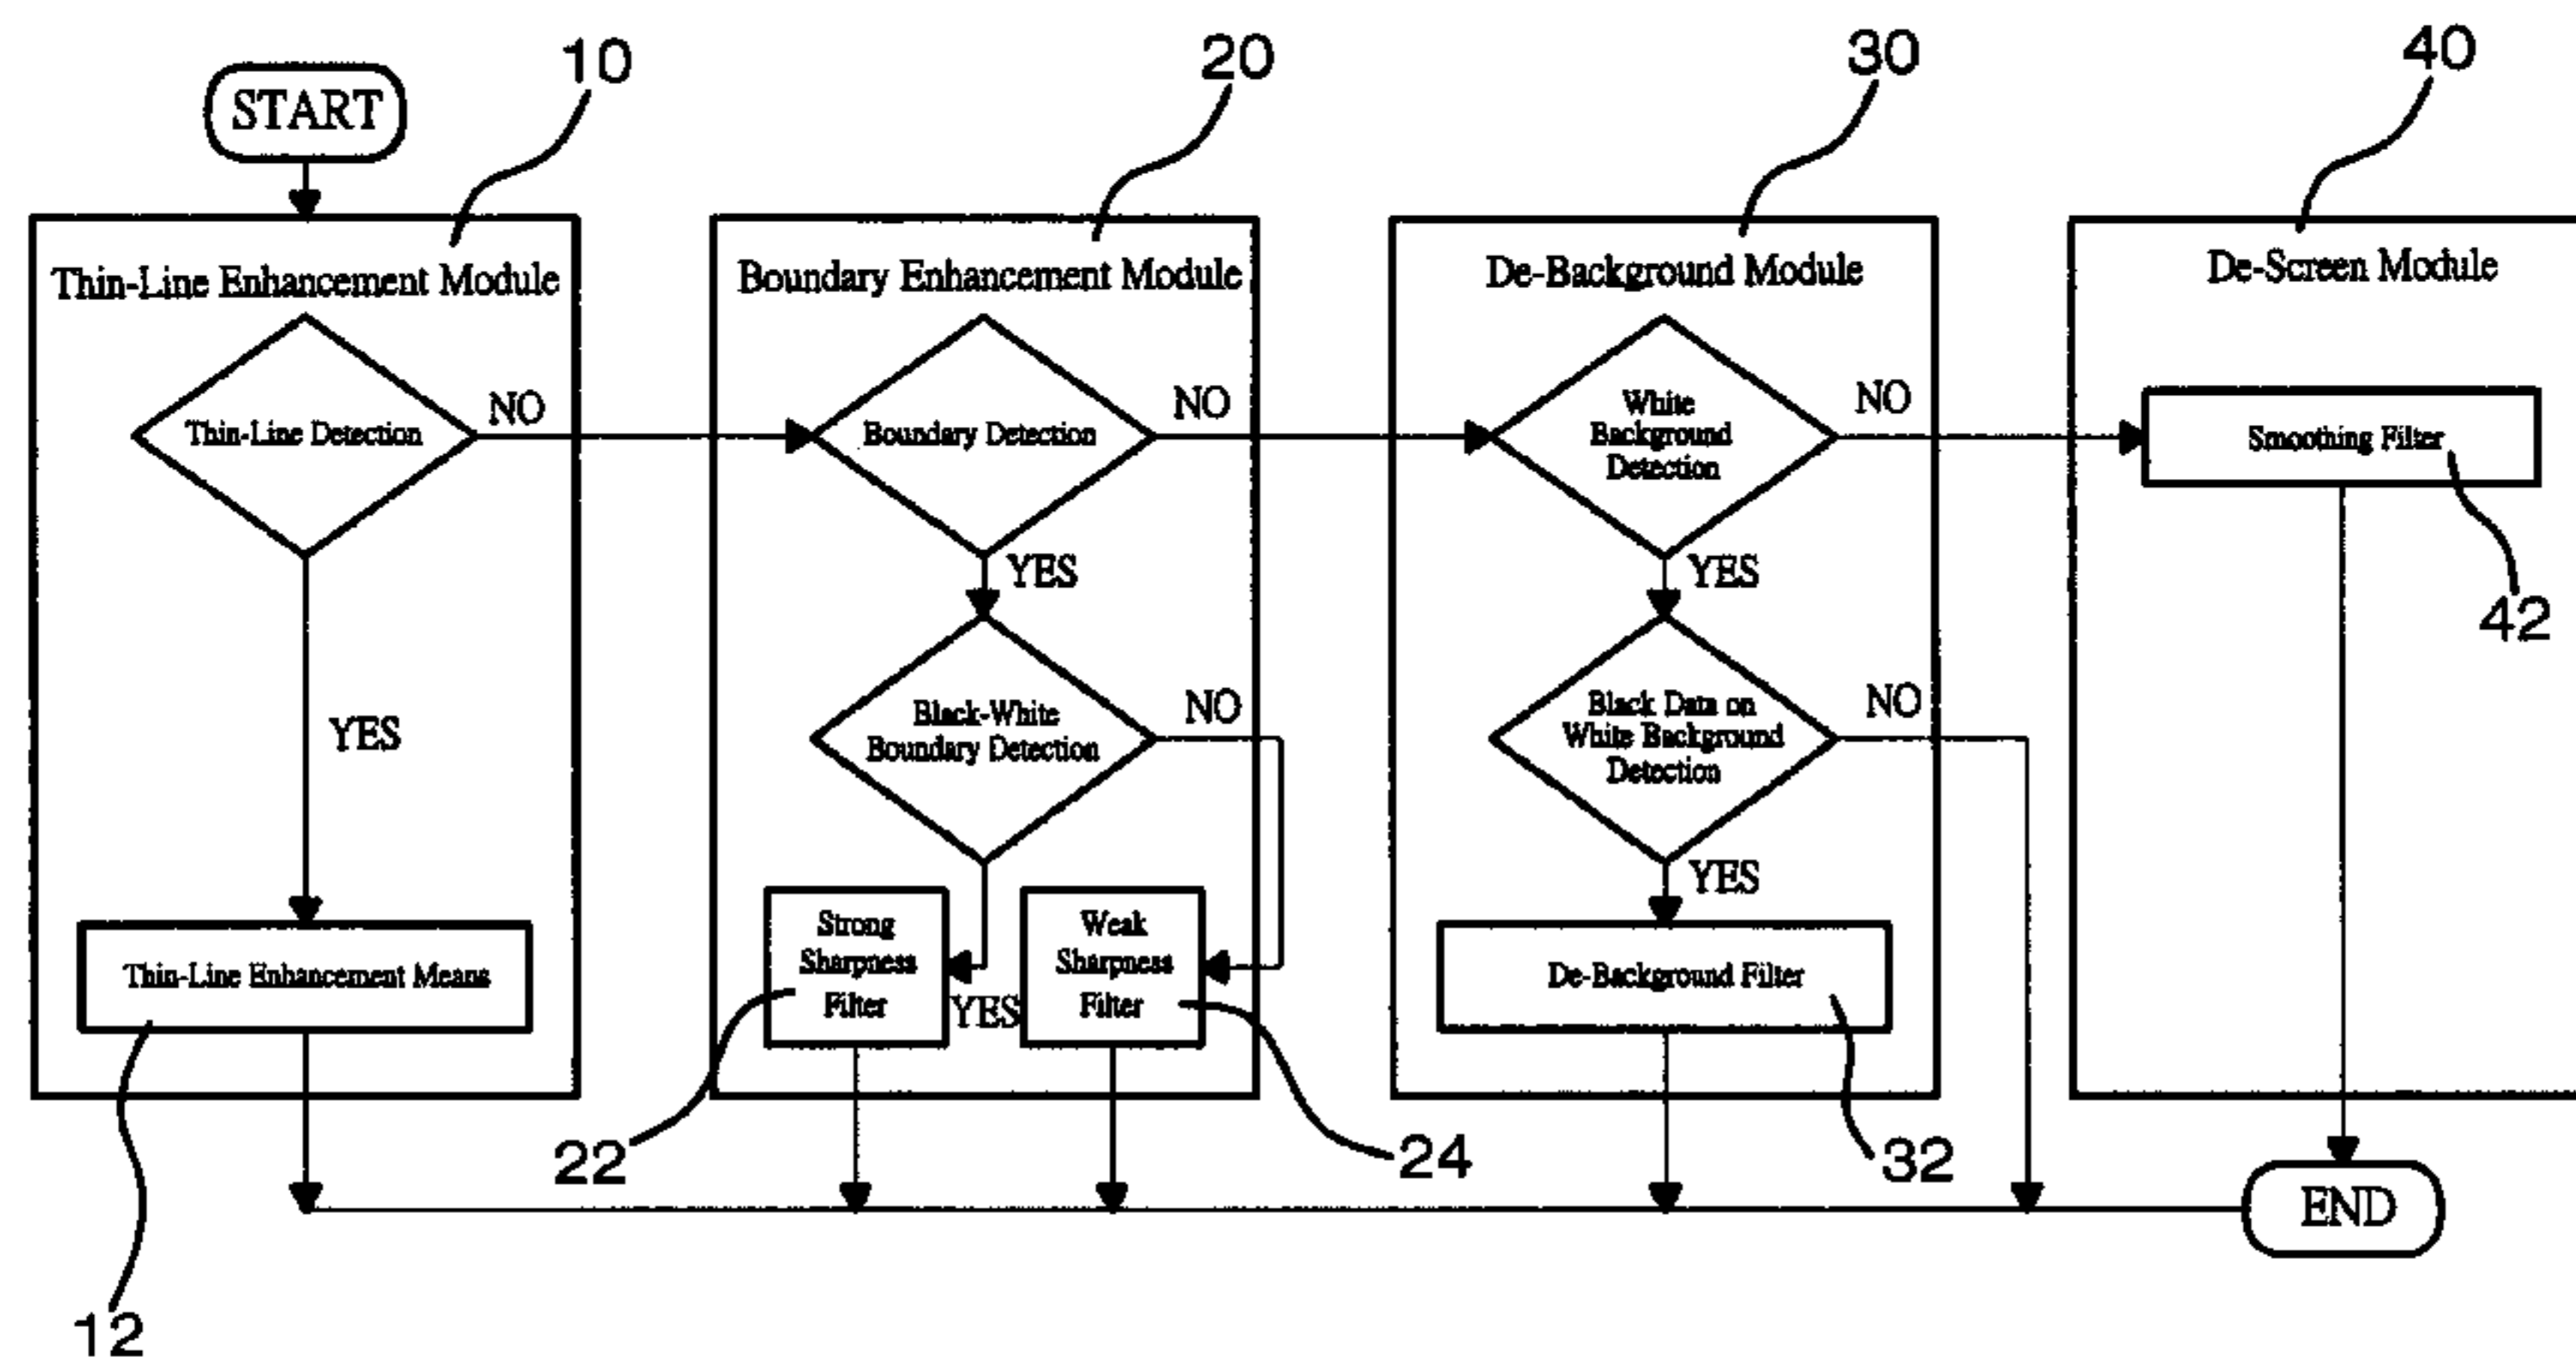 10
20
30
40
START
Thin-Line Enhancement Module
Thin-Line Detection
NO
YES
Thin-Line Enhancement Means
12
Boundary Enhancement Module
Boundary Detection
NO
YES
Black-White
Boundary Detection
NO
YES
Strong
Sharpness
Filter
22
Weak
Sharpness
Filter
24
De-Background Module
White
Background
Detection
NO
YES
Black Data on
White Background
Detection
NO
YES
De-Background Filter
32
De-Screen Module
Smoothing Filter
42
END